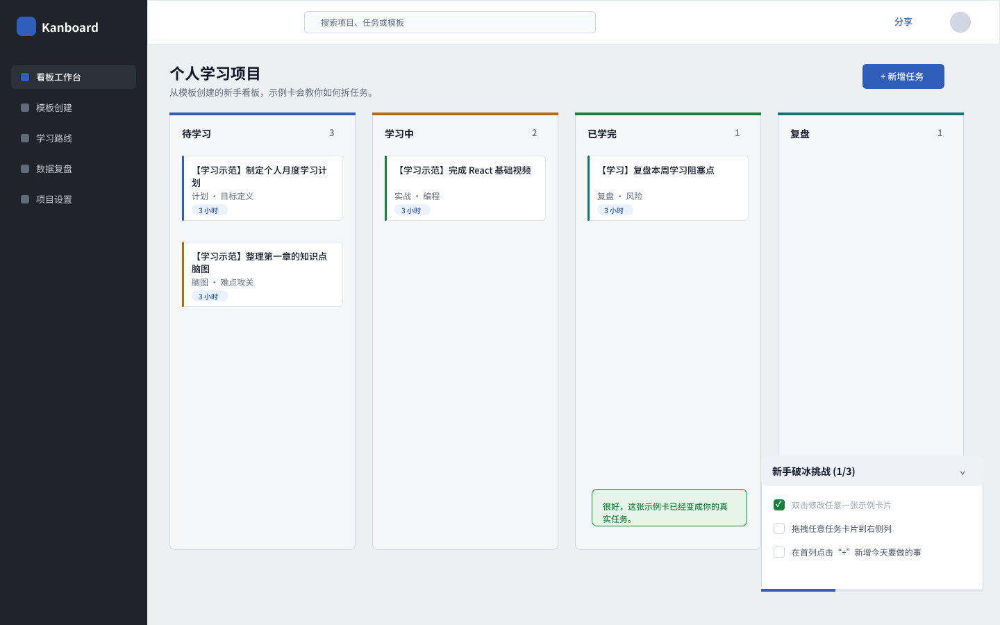 Kanboard
搜索项目、任务或模板
分享
看板工作台
模板创建
学习路线
数据复盘
项目设置
个人学习项目
从模板创建的新手看板，示例卡会教你如何拆任务。
+ 新增任务
待学习 3
【学习示范】制定个人月度学习计
划
计划 · 目标定义
3 小时
【学习示范】整理第一章的知识点
脑图
脑图 · 难点攻关
3 小时
学习中 2
【学习示范】完成 React 基础视频
实战 · 编程
3 小时
已学完 1
【学习】复盘本周学习阻塞点
复盘 · 风险
3 小时
很好，这张示例卡已经变成你的真
实任务。
复盘 1
新手破冰挑战 (1/3)
双击修改任意一张示例卡片
拖拽任意任务卡片到右侧列
在首列点击“+”新增今天要做的事